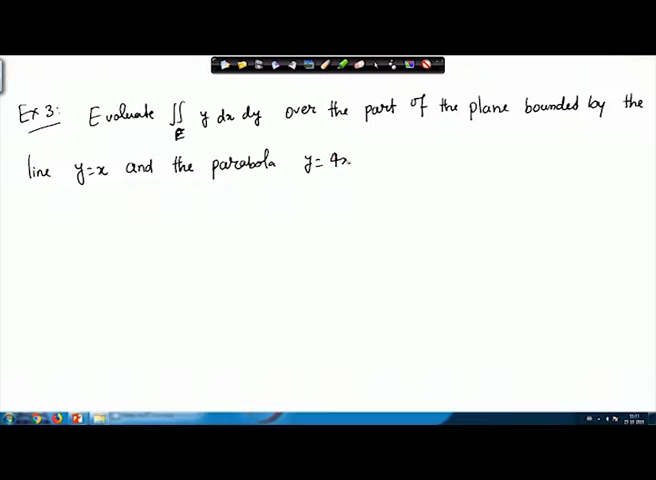 Ex 3: Evaluate ∬_E y dx dy over the part of the plane bounded by the
line y=x and the parabola y= 4x